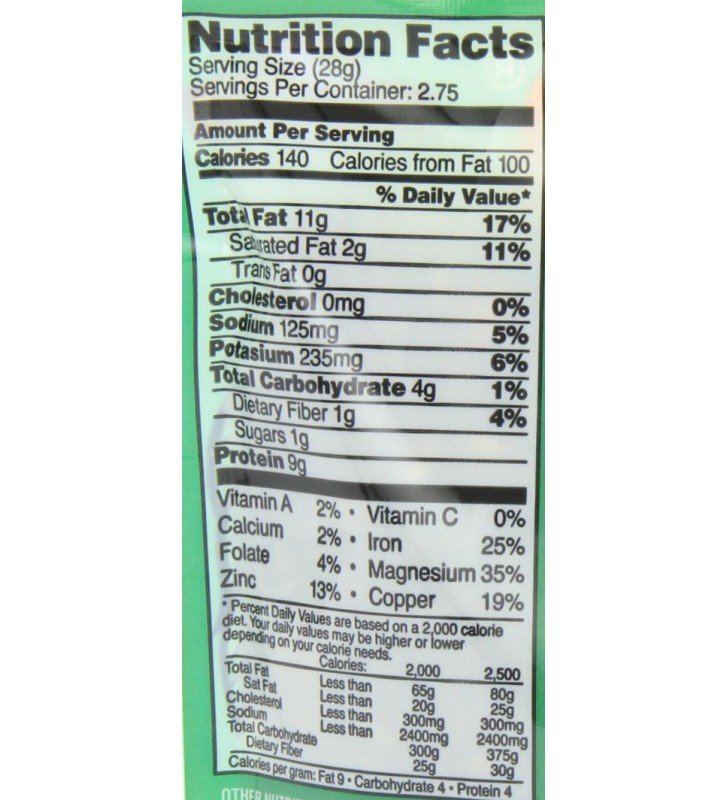 Nutrition Facts
Serving Size (28g)
Servings Per Container: 2.75
Amount Per Serving
Calories 140 Calories from Fat 100
% Daily Value*
Total Fat 11g 17%
Saturated Fat 2g 11%
Trans Fat 0g
Cholesterol 0mg 0%
Sodium 125mg 5%
Potasium 235mg 6%
Total Carbohydrate 4g 1%
Dietary Fiber 1g 4%
Sugars 1g
Protein 9g
Vitamin A 2% • Vitamin C 0%
Calcium 2% • Iron 25%
Folate 4% • Magnesium 35%
Zinc 13% • Copper 19%
* Percent Daily Values are based on a 2,000 calorie
diet. Your daily values may be higher or lower
depending on your calorie needs.
Calories: 2,000 2,500
Total Fat Less than 65g 80g
Sat Fat Less than 20g 25g
Cholesterol Less than 300mg 300mg
Sodium Less than 2400mg 2400mg
Total Carbohydrate 300g 375g
Dietary Fiber 25g 30g
Calories per gram: Fat 9 • Carbohydrate 4 • Protein 4
OTHER